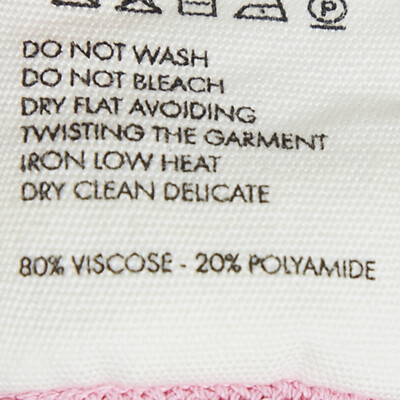 P
DO NOT WASH
DO NOT BLEACH
DRY FLAT AVOIDING
TWISTING THE GARMENT
IRON LOW HEAT
DRY CLEAN DELICATE
80% VISCOSE - 20% POLYAMIDE